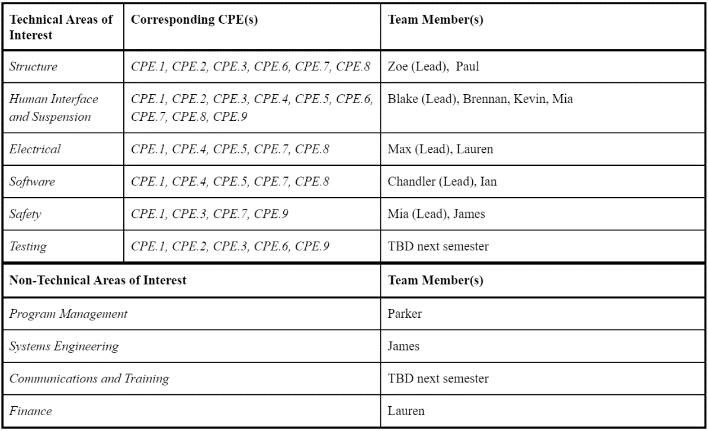 Technical Areas of Interest Corresponding CPE(s) Team Member(s)
Structure CPE.1, CPE.2, CPE.3, CPE.6, CPE.7, CPE.8 Zoe (Lead), Paul
Human Interface and Suspension CPE.1, CPE.2, CPE.3, CPE.4, CPE.5, CPE.6, CPE.7, CPE.8, CPE.9 Blake (Lead), Brennan, Kevin, Mia
Electrical CPE.1, CPE.4, CPE.5, CPE.7, CPE.8 Max (Lead), Lauren
Software CPE.1, CPE.4, CPE.5, CPE.7, CPE.8 Chandler (Lead), Ian
Safety CPE.1, CPE.3, CPE.7, CPE.9 Mia (Lead), James
Testing CPE.1, CPE.2, CPE.3, CPE.6, CPE.9 TBD next semester
Non-Technical Areas of Interest Team Member(s)
Program Management Parker
Systems Engineering James
Communications and Training TBD next semester
Finance Lauren